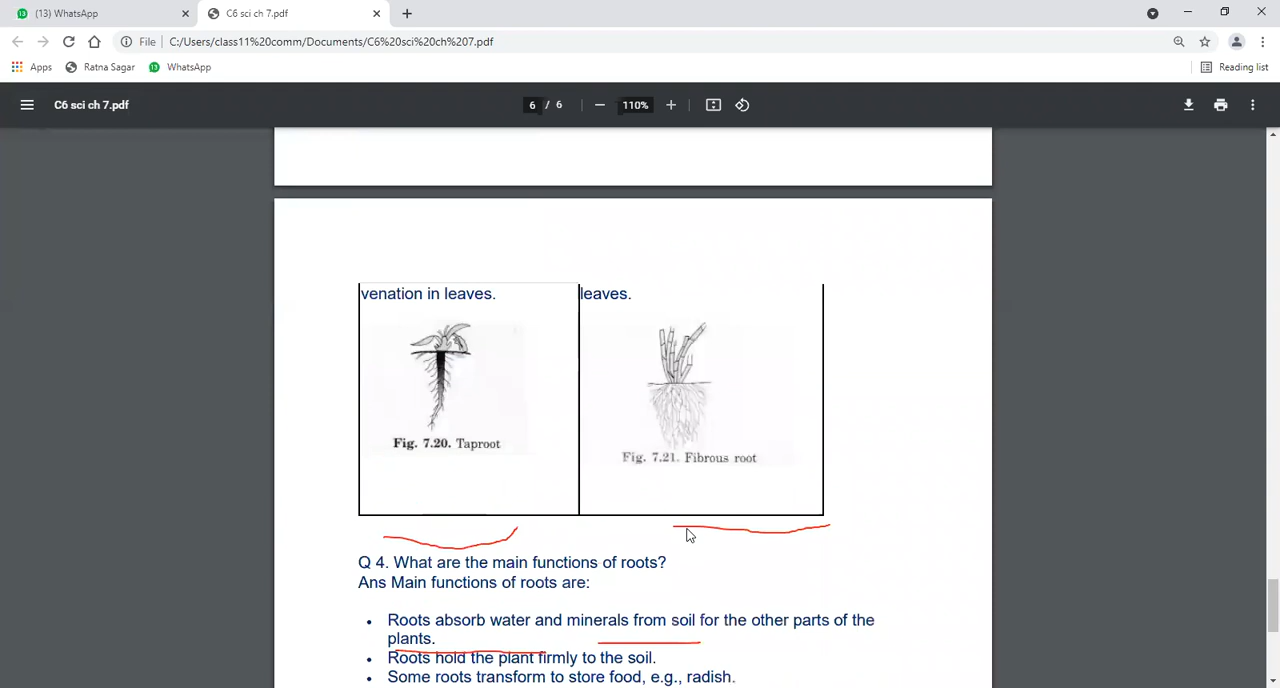 (13) WhatsApp
C6 sci ch 7.pdf
File
C:/Users/class11%20comm/Documents/C6%20sci%20ch%207.pdf
Apps
Ratna Sagar
WhatsApp
Reading list
C6 sci ch 7.pdf
6 / 6
110%
venation in leaves.
leaves.
Fig. 7.20. Taproot
Fig. 7.21. Fibrous root
Q 4. What are the main functions of roots?
Ans Main functions of roots are:
• Roots absorb water and minerals from soil for the other parts of the
plants.
• Roots hold the plant firmly to the soil.
• Some roots transform to store food, e.g., radish.